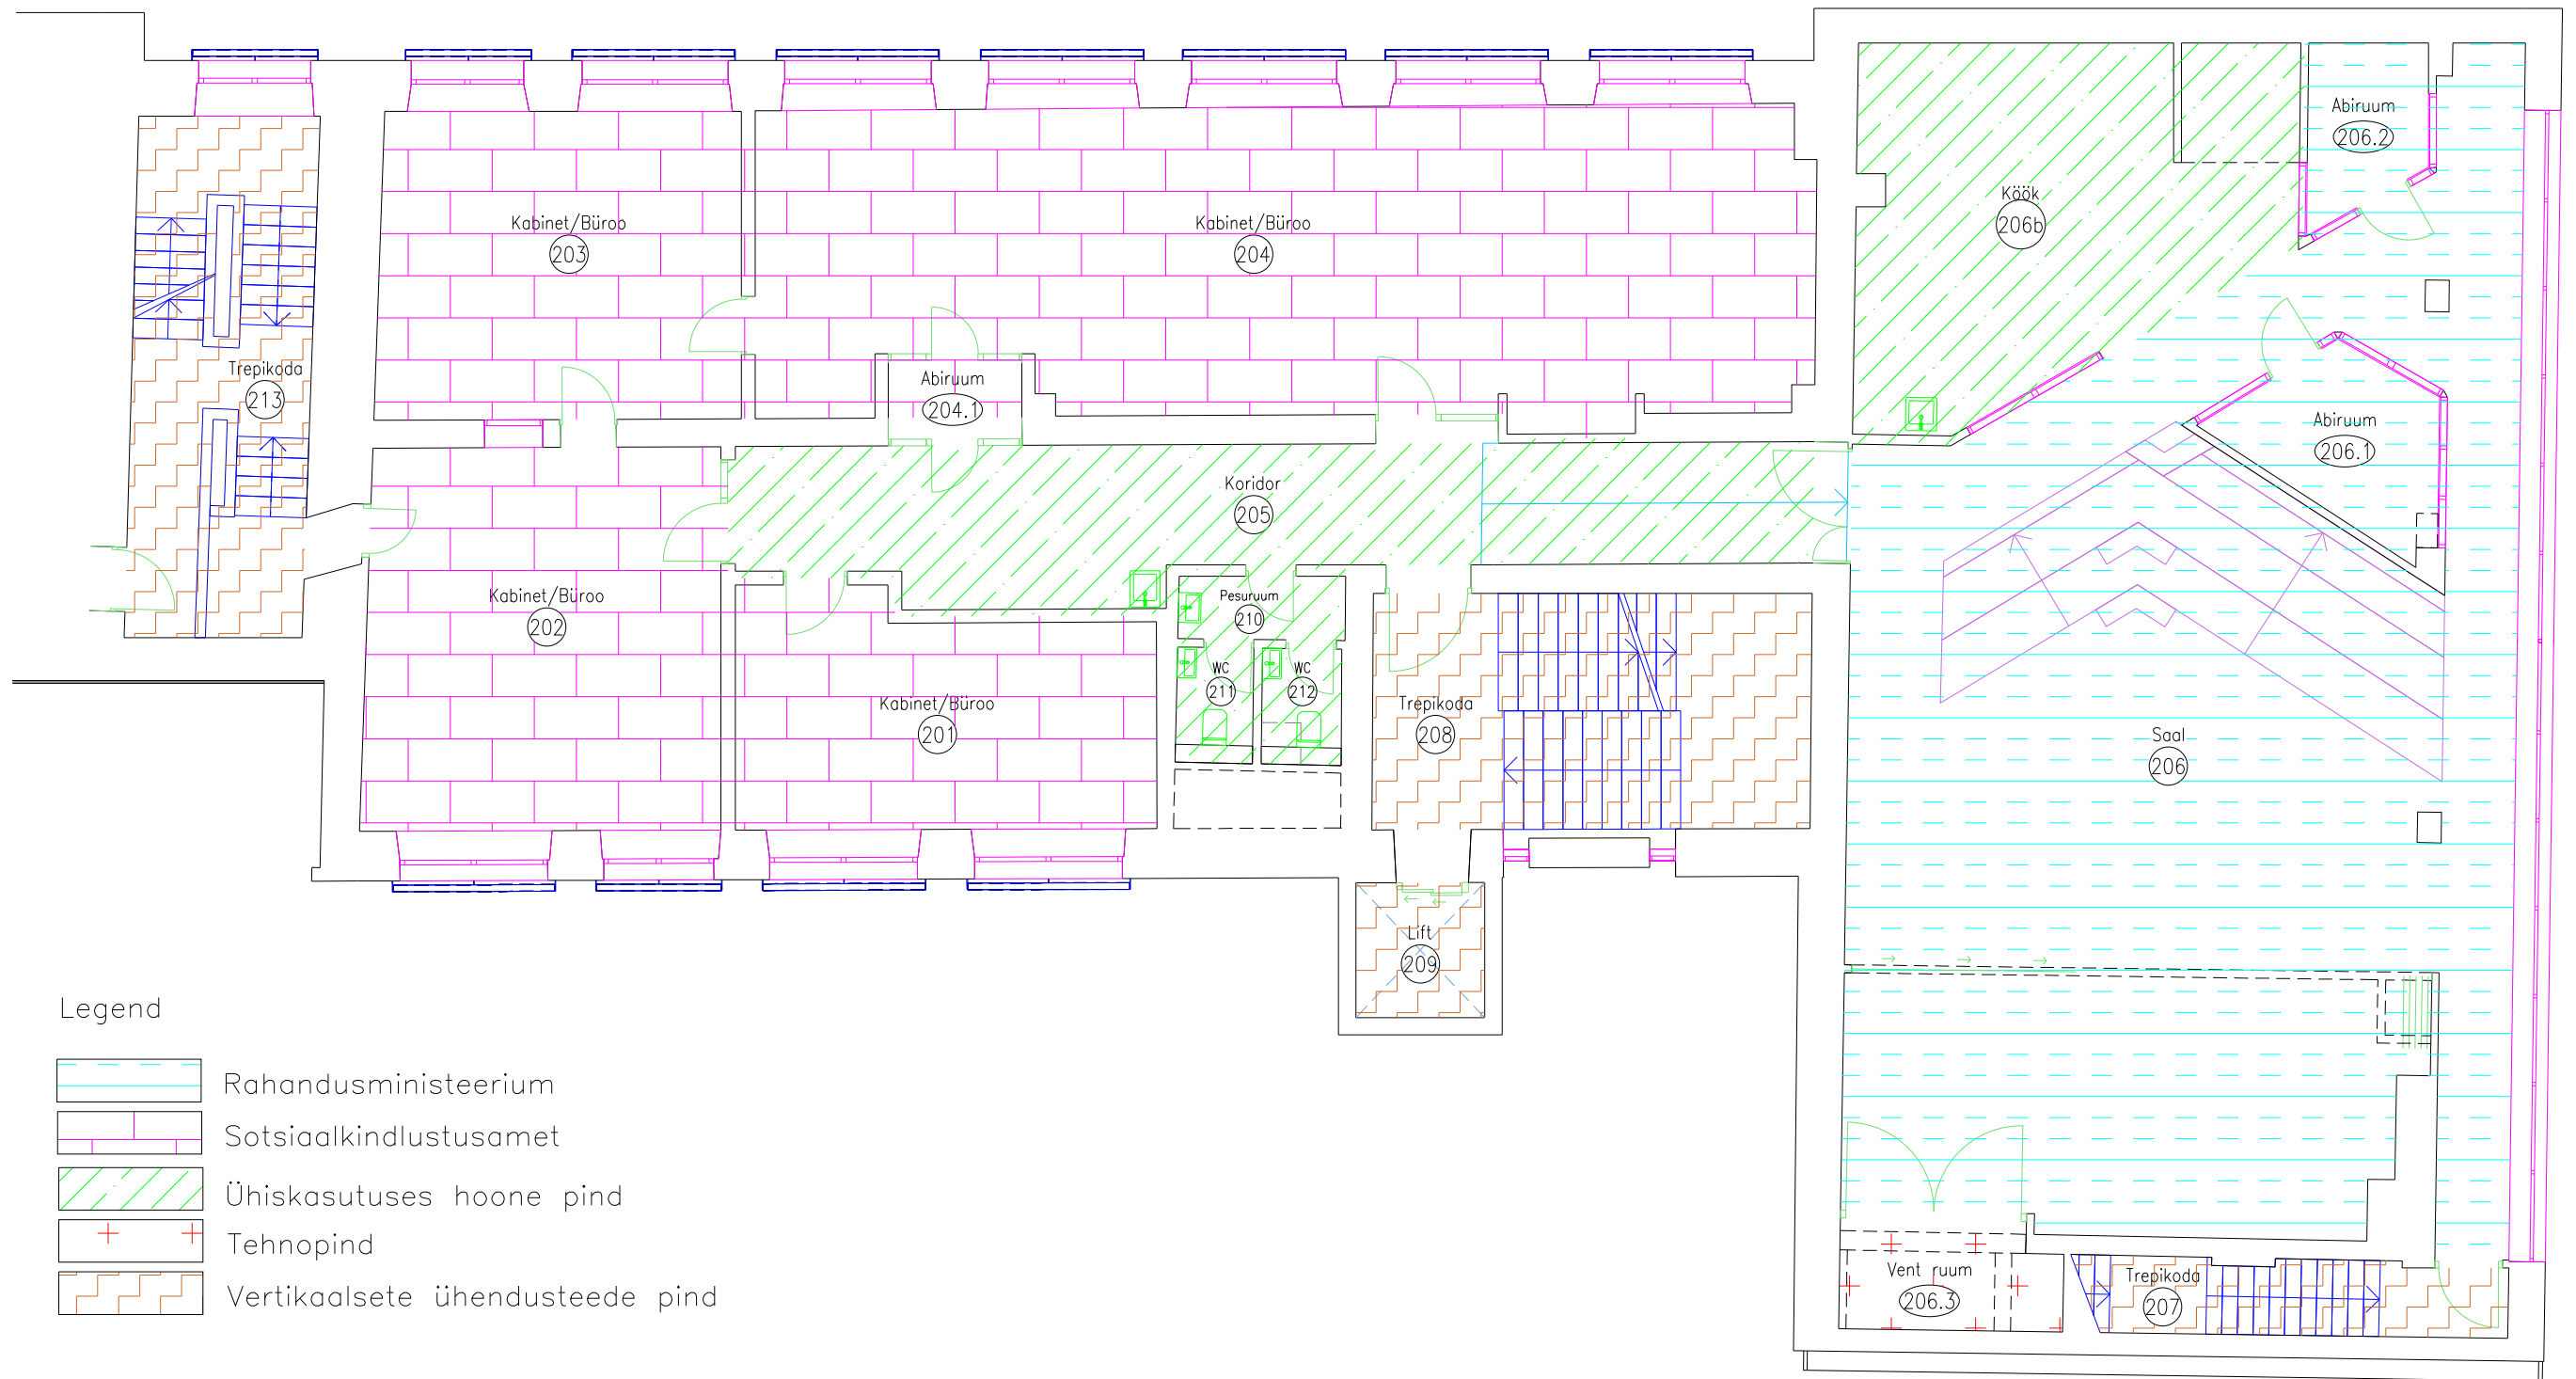 Abiruum
206.2
Köök
206b
Kabinet/Büroo
203
Kabinet/Büroo
204
Trepikoda
213
Abiruum
204.1
Abiruum
206.1
Koridor
205
Kabinet/Büroo
202
Pesuruum
210
WC
211
WC
212
Kabinet/Büroo
201
Trepikoda
208
Saal
206
Lift
209
Legend
Rahandusministeerium
Sotsiaalkindlustusamet
Ühiskasutuses hoone pind
Tehnopind
Vertikaalsete ühendusteede pind
Vent ruum
206.3
Trepikoda
207